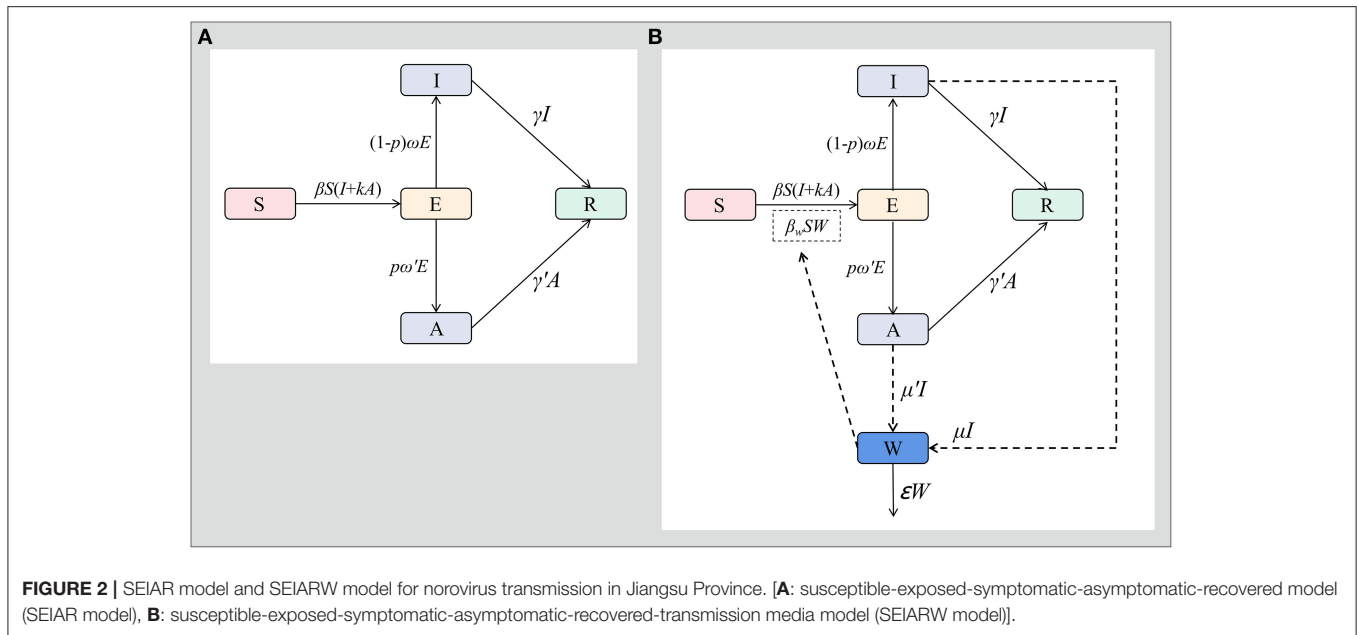 A
I
(1-p)ωE
γI
S
βS(I+kA)
E
R
pω'E
γ'A
A
B
I
(1-p)ωE
γI
S
βS(I+kA)
E
R
β_wSW
pω'E
γ'A
A
μ'I
μI
W
εW
FIGURE 2 | SEIAR model and SEIARW model for norovirus transmission in Jiangsu Province. [A: susceptible-exposed-symptomatic-asymptomatic-recovered model
(SEIAR model), B: susceptible-exposed-symptomatic-asymptomatic-recovered-transmission media model (SEIARW model)].